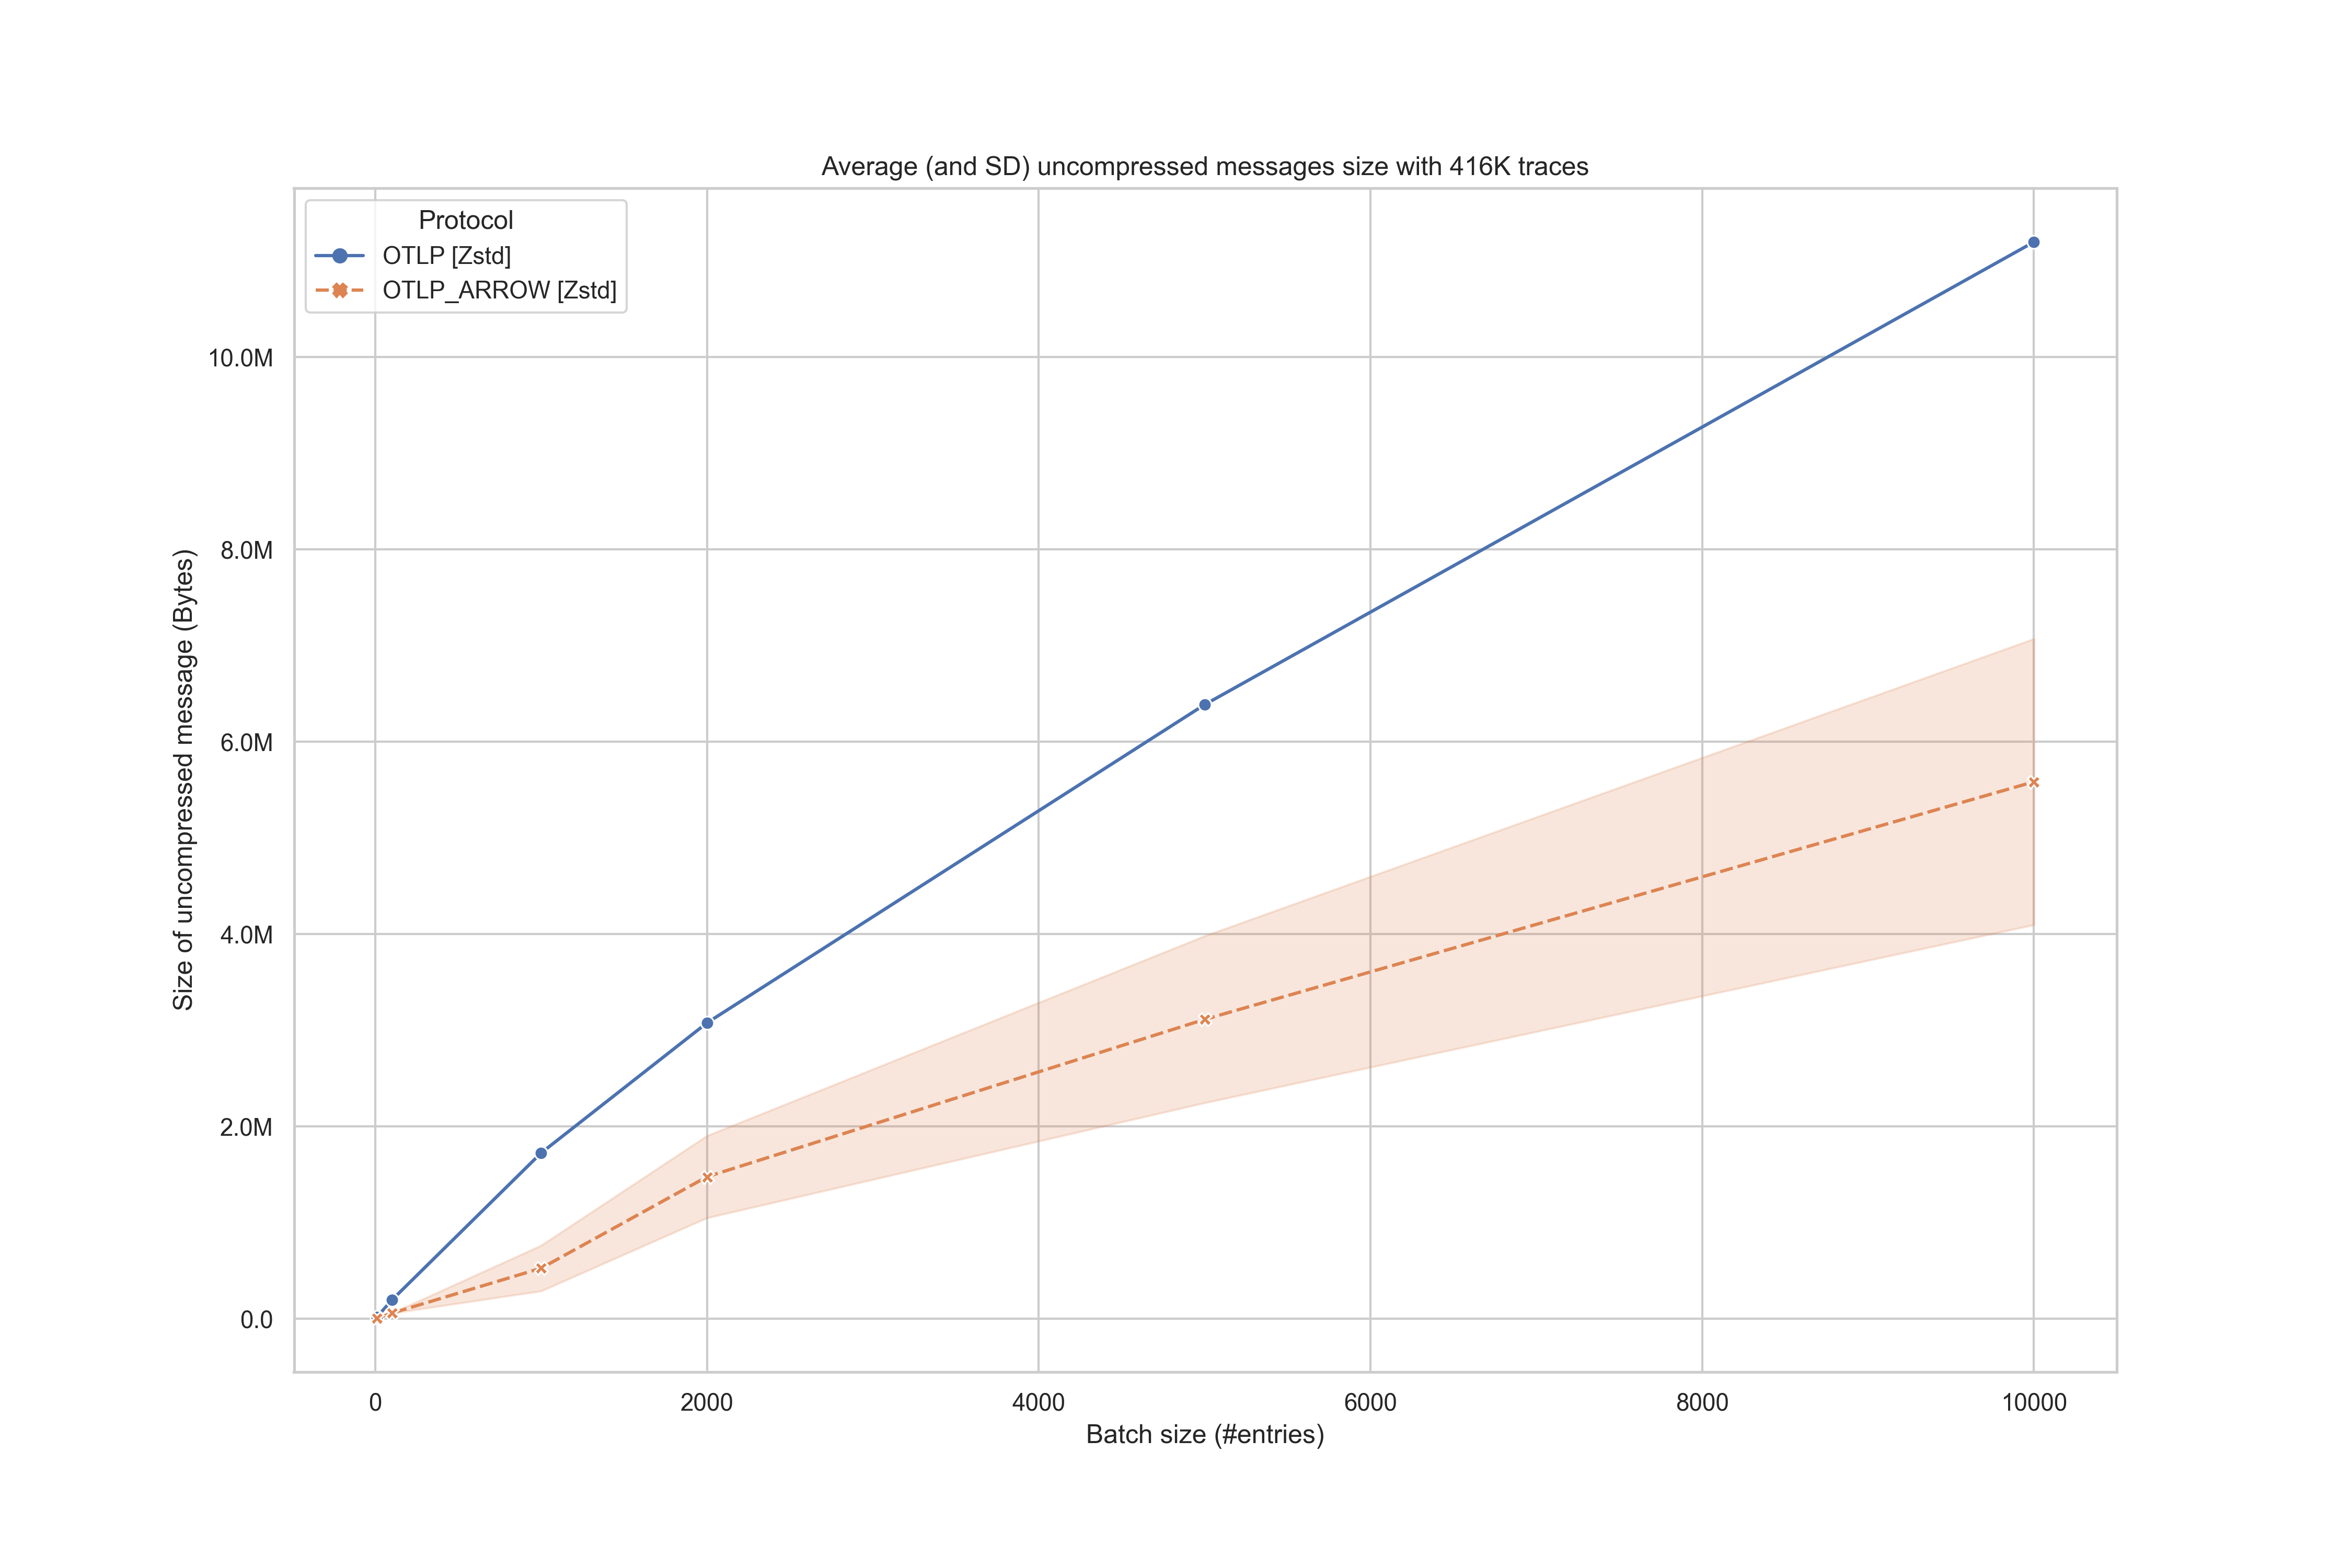 Average (and SD) uncompressed messages size with 416K traces
Protocol
OTLP [Zstd]
OTLP_ARROW [Zstd]
10.0M
8.0M
6.0M
4.0M
2.0M
0.0
Size of uncompressed message (Bytes)
0 2000 4000 6000 8000 10000
Batch size (#entries)